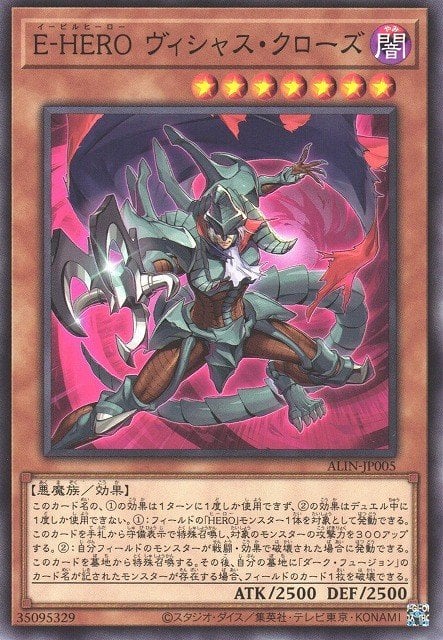 イービルヒーロー
E-HERO ヴィシャス・クローズ
やみ
闇
ALIN-JP005
【悪魔族／効果】
このカード名の、①の効果は1ターンに1度しか使用できず、②の効果はデュエル中に
1度しか使用できない。①：フィールドの「HERO」モンスター1体を対象として発動できる。
このカードを手札から守備表示で特殊召喚し、対象のモンスターの攻撃力を300アップ
する。②：自分フィールドのモンスターが戦闘・効果で破壊された場合に発動できる。
このカードを墓地から特殊召喚する。その後、自分の墓地に「ダーク・フュージョン」の
カード名が記されたモンスターが存在する場合、フィールドのカード1枚を破壊できる。
ATK/2500 DEF/2500
35095329
©スタジオ・ダイス/集英社・テレビ東京・KONAMI